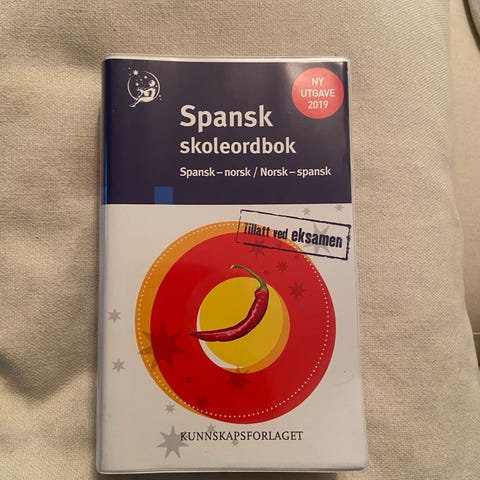 NY
UTGAVE
2019
Spansk
skoleordbok
Spansk – norsk / Norsk – spansk
Tillatt ved eksamen
KUNNSKAPSFORLAGET